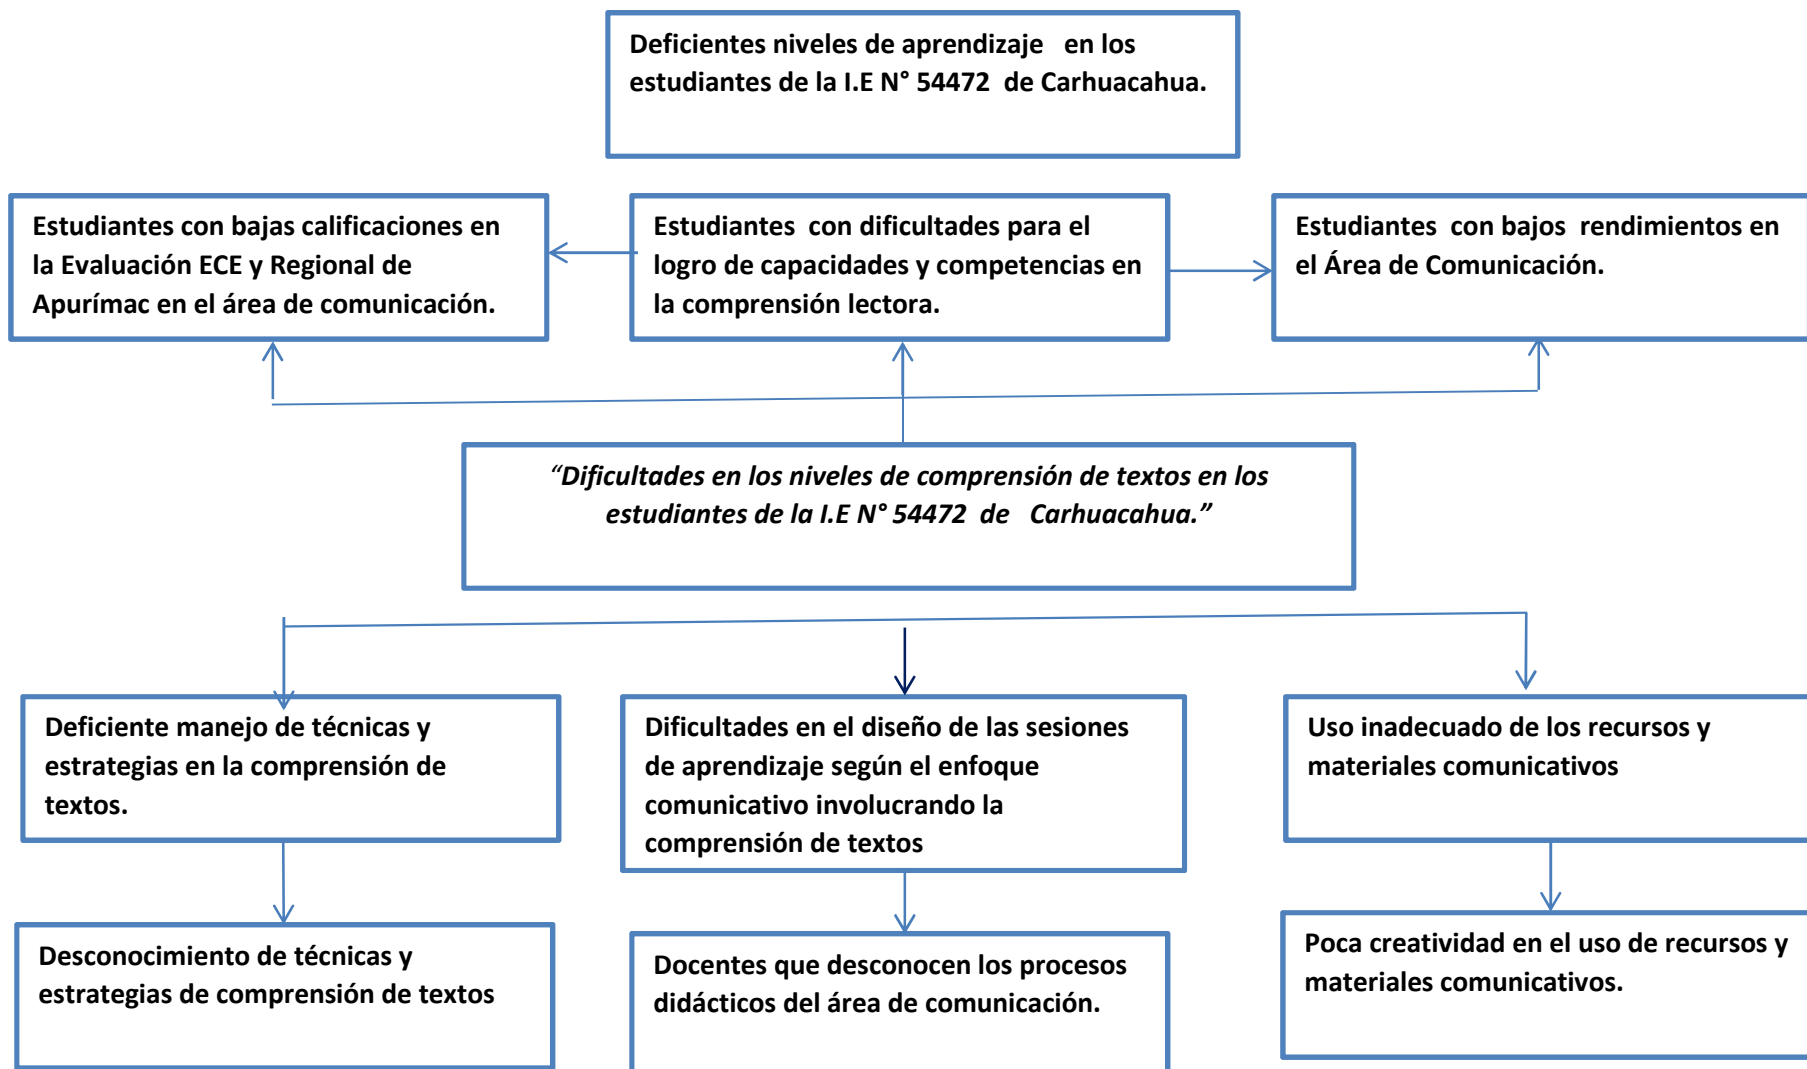 Deficientes niveles de aprendizaje en los
estudiantes de la I.E N° 54472 de Carhuacahua.
Estudiantes con bajas calificaciones en
la Evaluación ECE y Regional de
Apurímac en el área de comunicación.
Estudiantes con dificultades para el
logro de capacidades y competencias en
la comprensión lectora.
Estudiantes con bajos rendimientos en
el Área de Comunicación.
“Dificultades en los niveles de comprensión de textos en los
estudiantes de la I.E N° 54472 de Carhuacahua.”
Deficiente manejo de técnicas y
estrategias en la comprensión de
textos.
Dificultades en el diseño de las sesiones
de aprendizaje según el enfoque
comunicativo involucrando la
comprensión de textos
Uso inadecuado de los recursos y
materiales comunicativos
Desconocimiento de técnicas y
estrategias de comprensión de textos
Docentes que desconocen los procesos
didácticos del área de comunicación.
Poca creatividad en el uso de recursos y
materiales comunicativos.